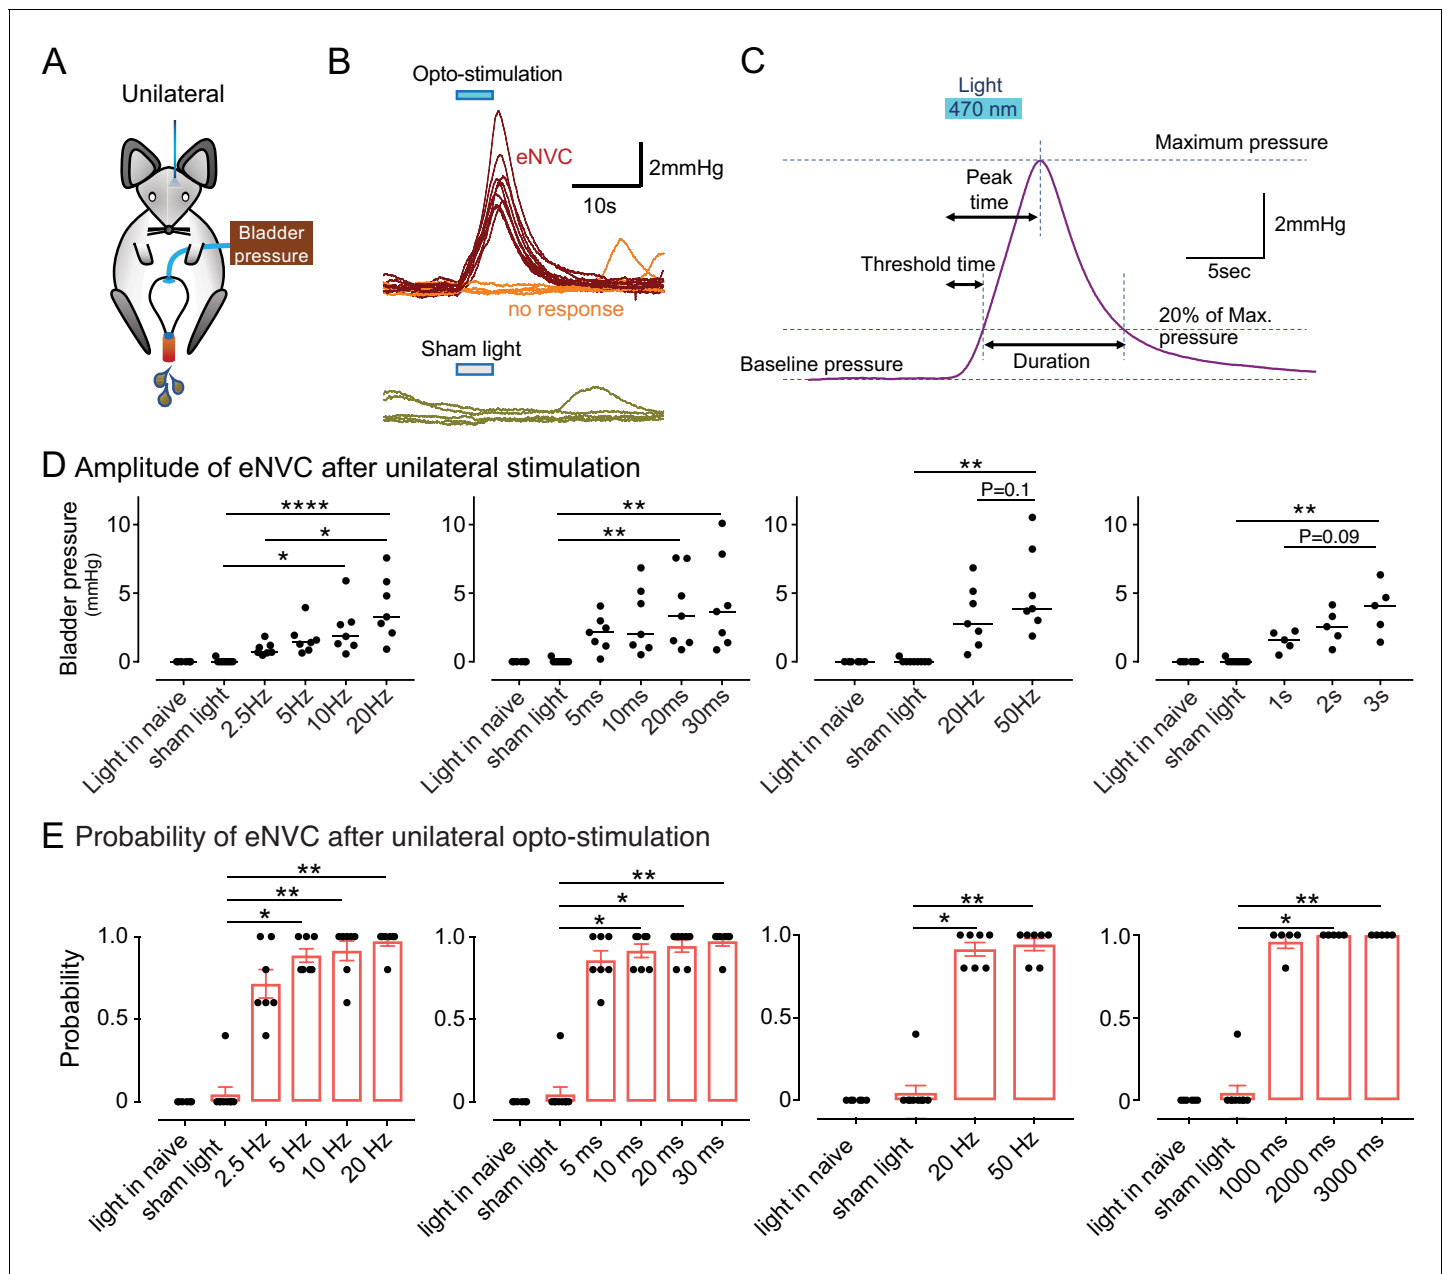 A
Unilateral
Bladder
pressure
B
Opto-stimulation
eNVC
2mmHg
10s
no response
Sham light
C
Light
470 nm
Maximum pressure
Peak
time
2mmHg
5sec
Threshold time
20% of Max.
pressure
Baseline pressure
Duration
D Amplitude of eNVC after unilateral stimulation
Bladder pressure
(mmHg)
10
5
0
****
*
*
Light in naive
sham light
2.5Hz
5Hz
10Hz
20Hz
10
5
0
**
**
Light in naive
sham light
5ms
10ms
20ms
30ms
10
5
0
**
P=0.1
Light in naive
sham light
20Hz
50Hz
10
5
0
**
P=0.09
Light in naive
sham light
1s
2s
3s
E Probability of eNVC after unilateral opto-stimulation
Probability
1.0
0.5
0
**
**
*
light in naive
sham light
2.5 Hz
5 Hz
10 Hz
20 Hz
1.0
0.5
0
**
*
*
light in naive
sham light
5 ms
10 ms
20 ms
30 ms
1.0
0.5
0
**
*
light in naive
sham light
20 Hz
50 Hz
1.0
0.5
0
**
*
light in naive
sham light
1000 ms
2000 ms
3000 ms